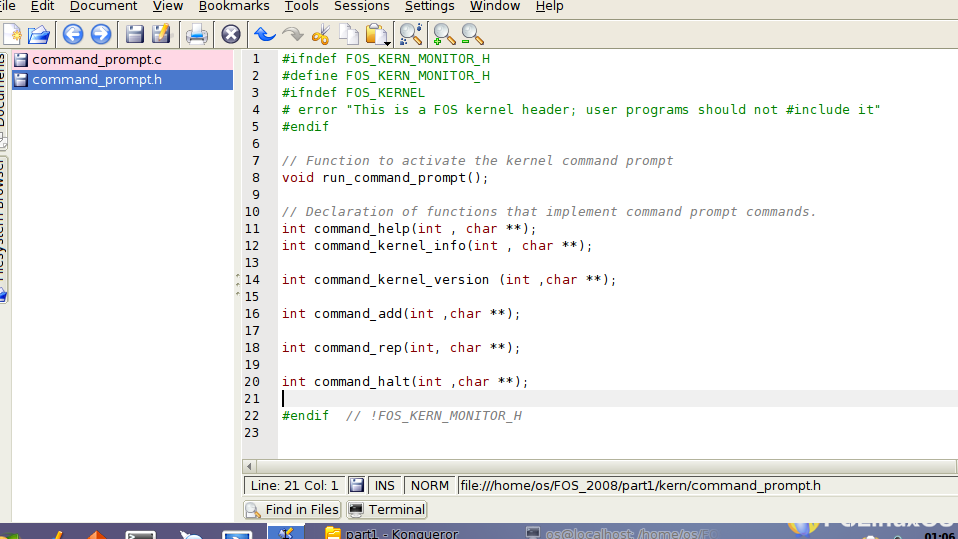 File Edit Document View Bookmarks Tools Sessions Settings Window Help
command_prompt.c
command_prompt.h
1 #ifndef FOS_KERN_MONITOR_H
2 #define FOS_KERN_MONITOR_H
3 #ifndef FOS_KERNEL
4 # error "This is a FOS kernel header; user programs should not #include it"
5 #endif
6
7 // Function to activate the kernel command prompt
8 void run_command_prompt();
9
10 // Declaration of functions that implement command prompt commands.
11 int command_help(int , char **);
12 int command_kernel_info(int , char **);
13
14 int command_kernel_version (int ,char **);
15
16 int command_add(int ,char **);
17
18 int command_rep(int, char **);
19
20 int command_halt(int ,char **);
21
22 #endif  // !FOS_KERN_MONITOR_H
23
Line: 21 Col: 1 INS NORM file:///home/os/FOS_2008/part1/kern/command_prompt.h
Find in Files Terminal
part1 - Konqueror
os@localhost: /home/os/F
01:06